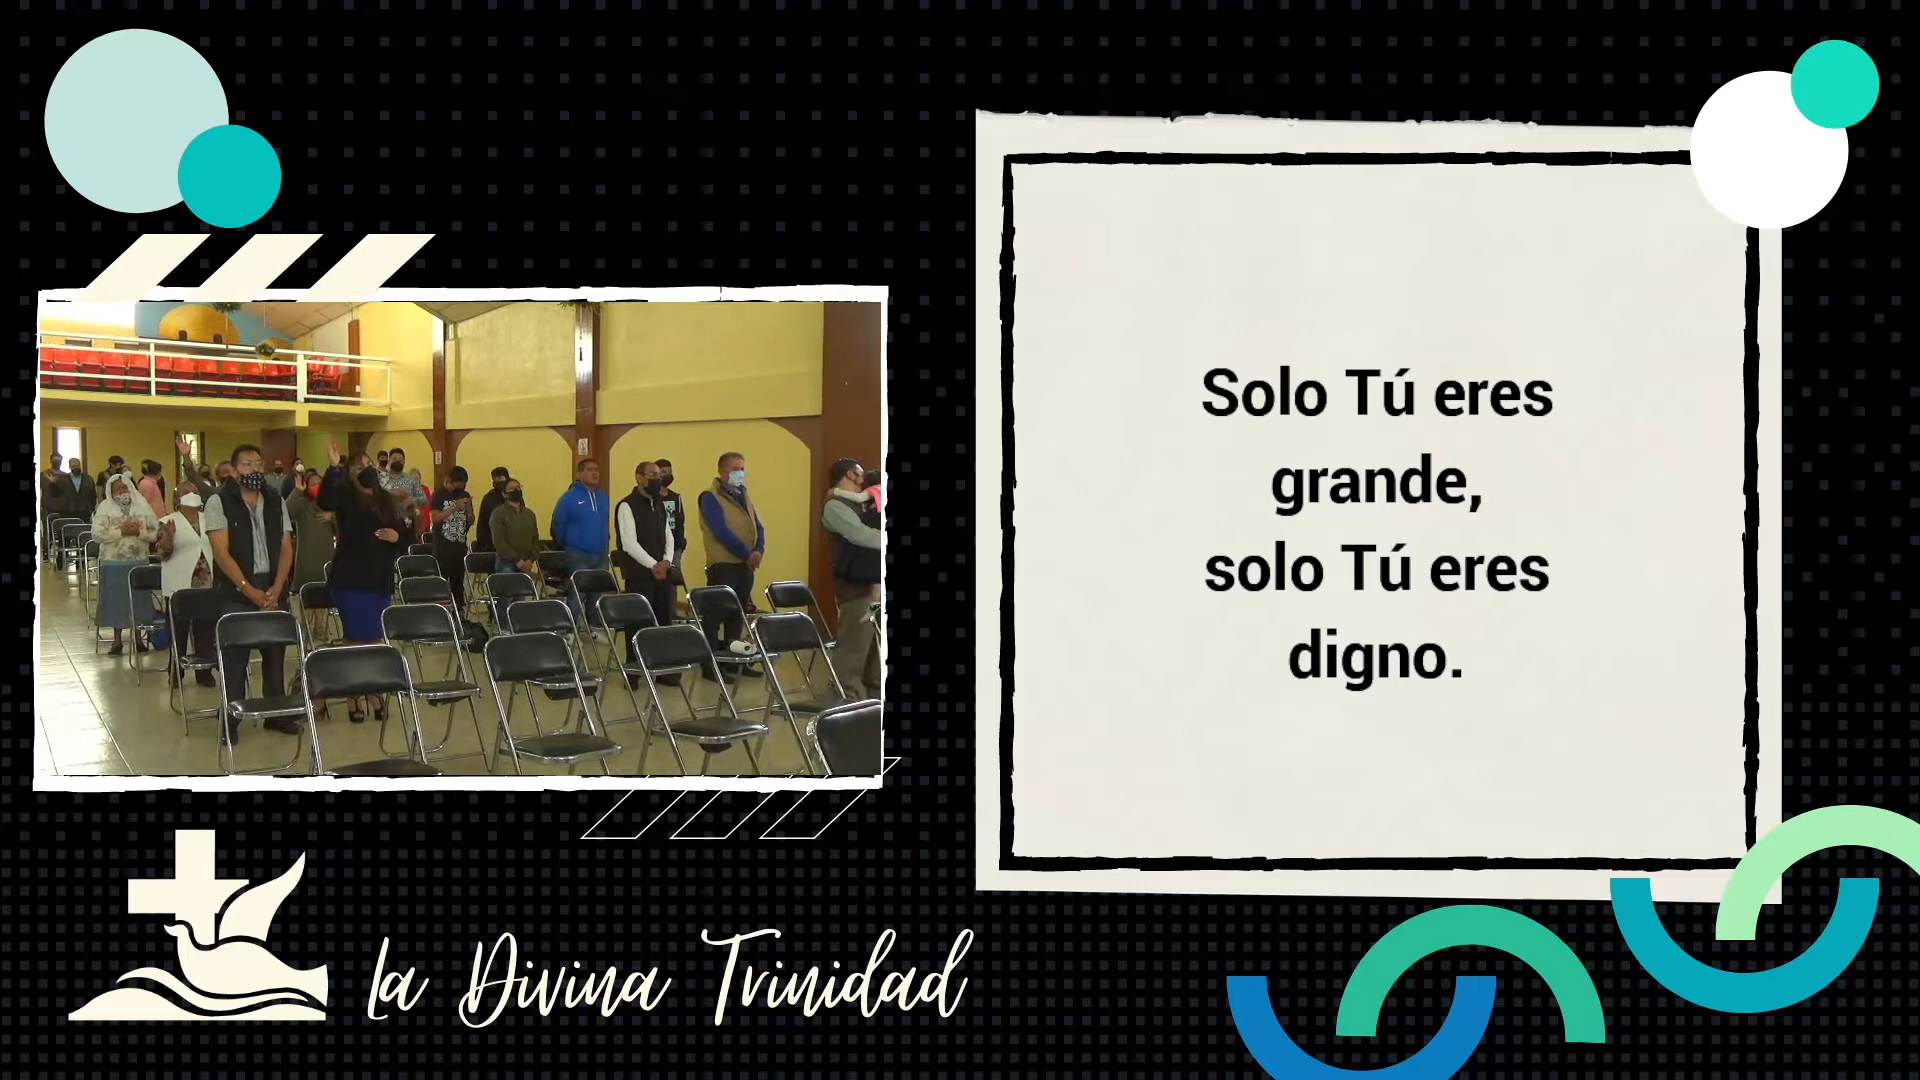 Solo Tú eres
grande,
solo Tú eres
digno.
la Divina Trinidad